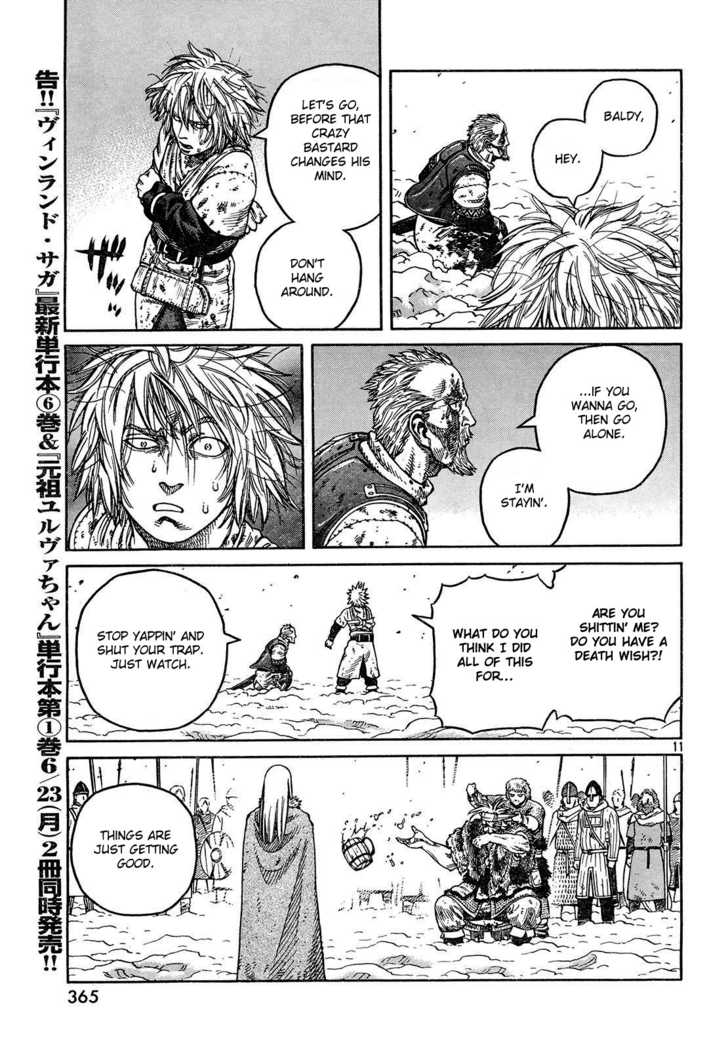 BALDY,
HEY.
LET'S GO,
BEFORE THAT
CRAZY
BASTARD
CHANGES HIS
MIND.
DON'T
HANG
AROUND.
...IF YOU
WANNA GO,
THEN GO
ALONE.
I'M
STAYIN'.
ARE YOU
SHITTIN' ME?
DO YOU HAVE A
DEATH WISH?!
WHAT DO YOU
THINK I DID
ALL OF THIS
FOR...
STOP YAPPIN' AND
SHUT YOUR TRAP.
JUST WATCH.
11
THINGS ARE
JUST GETTING
GOOD.
告!!『ヴィンランド・サガ』最新単行本⑥巻&『元祖ユルヴァちゃん』単行本第①巻6/23(月)2冊同時発売!!
365